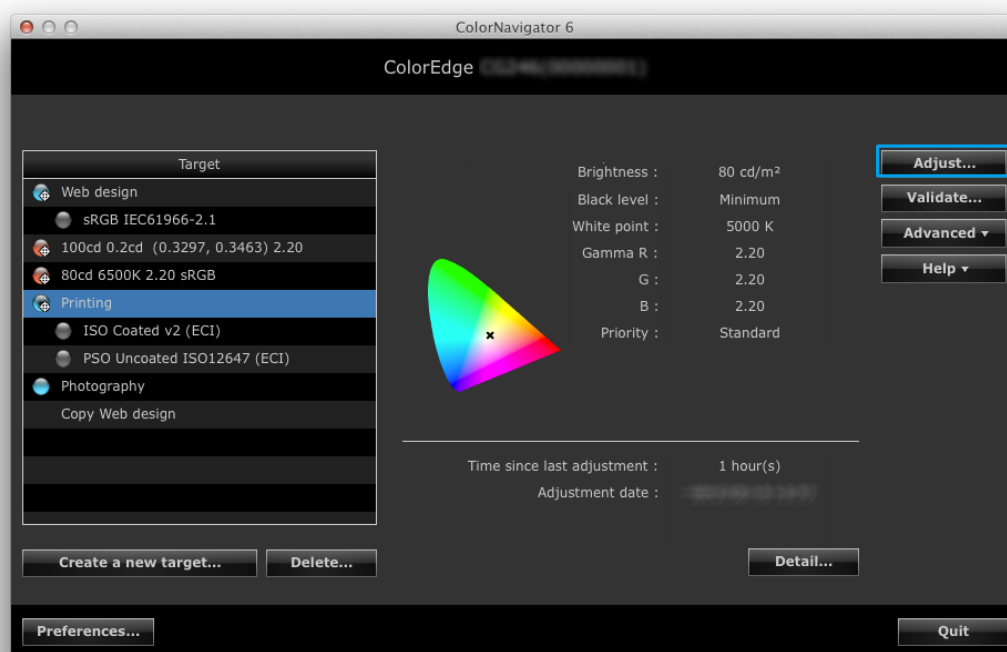 ColorNavigator 6
ColorEdge
Target
Web design
sRGB IEC61966-2.1
100cd 0.2cd (0.3297, 0.3463) 2.20
80cd 6500K 2.20 sRGB
Printing
ISO Coated v2 (ECI)
PSO Uncoated ISO12647 (ECI)
Photography
Copy Web design
Create a new target...
Delete...
Brightness : 80 cd/m²
Black level : Minimum
White point : 5000 K
Gamma R : 2.20
G : 2.20
B : 2.20
Priority : Standard
Time since last adjustment : 1 hour(s)
Adjustment date :
Detail...
Adjust...
Validate...
Advanced ▾
Help ▾
Preferences...
Quit